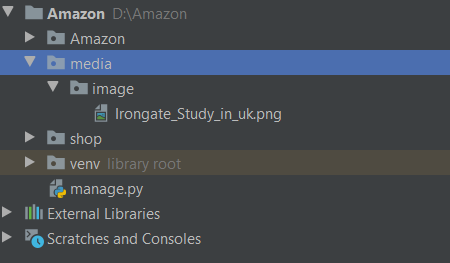 Amazon D:\Amazon
Amazon
media
image
Irongate_Study_in_uk.png
shop
venv library root
manage.py
External Libraries
Scratches and Consoles